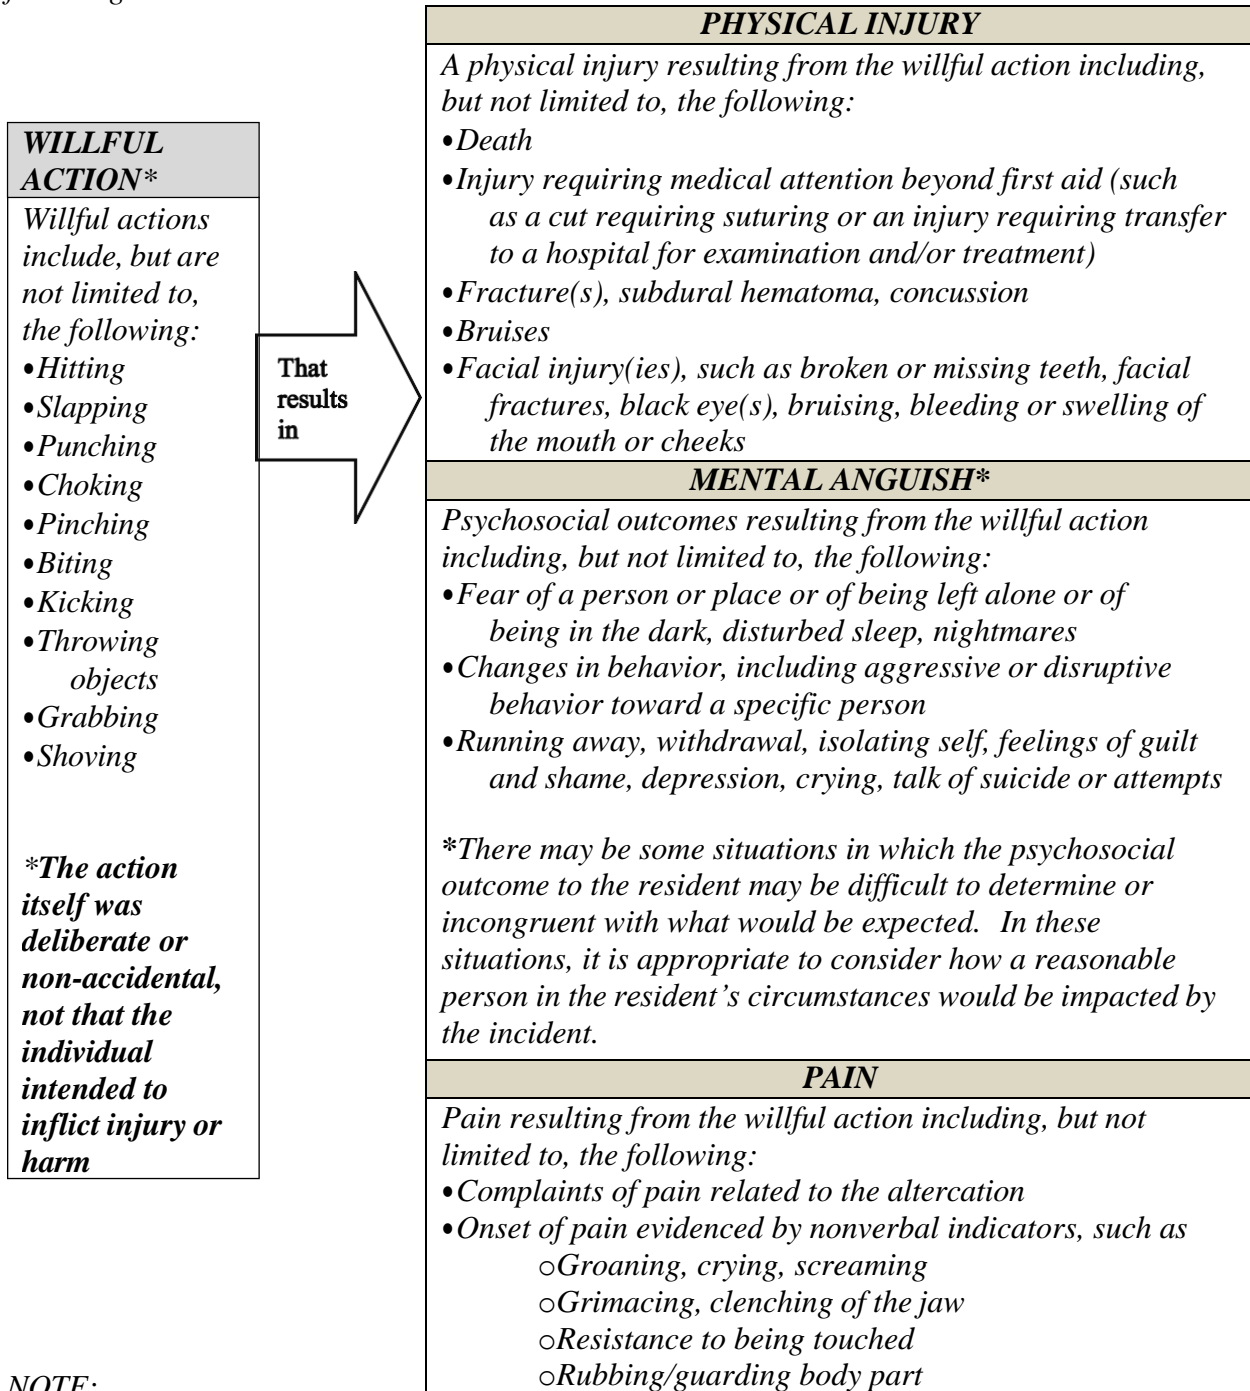 WILLFUL
ACTION*
Willful actions
include, but are
not limited to,
the following:
•Hitting
•Slapping
•Punching
•Choking
•Pinching
•Biting
•Kicking
•Throwing
objects
•Grabbing
•Shoving
*The action
itself was
deliberate or
non-accidental,
not that the
individual
intended to
inflict injury or
harm
That
results
in
PHYSICAL INJURY
A physical injury resulting from the willful action including,
but not limited to, the following:
•Death
•Injury requiring medical attention beyond first aid (such
as a cut requiring suturing or an injury requiring transfer
to a hospital for examination and/or treatment)
•Fracture(s), subdural hematoma, concussion
•Bruises
•Facial injury(ies), such as broken or missing teeth, facial
fractures, black eye(s), bruising, bleeding or swelling of
the mouth or cheeks
MENTAL ANGUISH*
Psychosocial outcomes resulting from the willful action
including, but not limited to, the following:
•Fear of a person or place or of being left alone or of
being in the dark, disturbed sleep, nightmares
•Changes in behavior, including aggressive or disruptive
behavior toward a specific person
•Running away, withdrawal, isolating self, feelings of guilt
and shame, depression, crying, talk of suicide or attempts
*There may be some situations in which the psychosocial
outcome to the resident may be difficult to determine or
incongruent with what would be expected.  In these
situations, it is appropriate to consider how a reasonable
person in the resident’s circumstances would be impacted by
the incident.
PAIN
Pain resulting from the willful action including, but not
limited to, the following:
•Complaints of pain related to the altercation
•Onset of pain evidenced by nonverbal indicators, such as
oGroaning, crying, screaming
oGrimacing, clenching of the jaw
oResistance to being touched
oRubbing/guarding body part
NOTE: